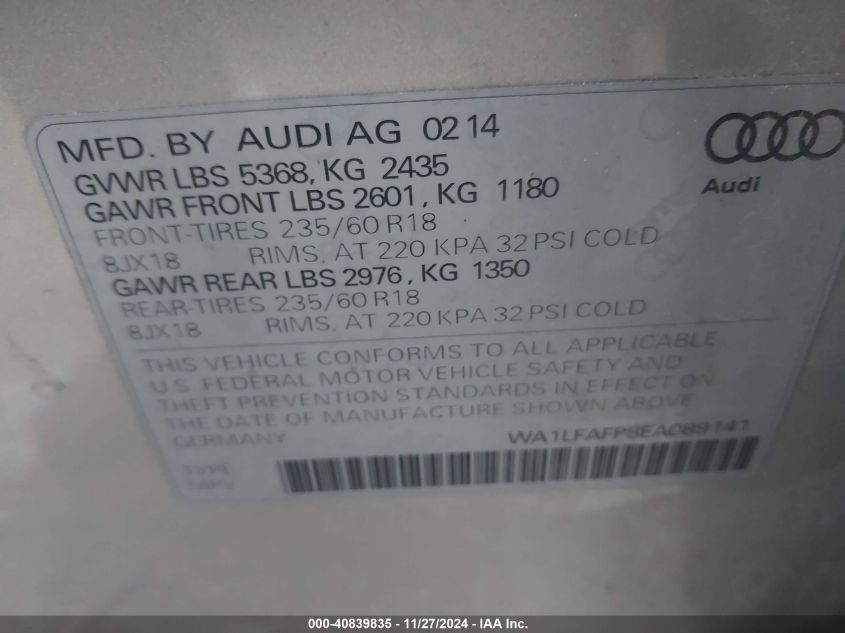 MFD. BY AUDI AG 02 14
GVWR LBS 5368, KG 2435
GAWR FRONT LBS 2601, KG 1180
FRONT-TIRES 235/60 R18
8JX18 RIMS, AT 220 KPA 32 PSI COLD
GAWR REAR LBS 2976, KG 1350
REAR-TIRES 235/60 R18
8JX18 RIMS, AT 220 KPA 32 PSI COLD
THIS VEHICLE CONFORMS TO ALL APPLICABLE
U.S. FEDERAL MOTOR VEHICLE SAFETY AND
THEFT PREVENTION STANDARDS IN EFFECT ON
THE DATE OF MANUFACTURE SHOWN ABOVE
GERMANY WA1LFAFP8EA089141
TYPE
MPV
Audi
000-40839835 - 11/27/2024 - IAA Inc.